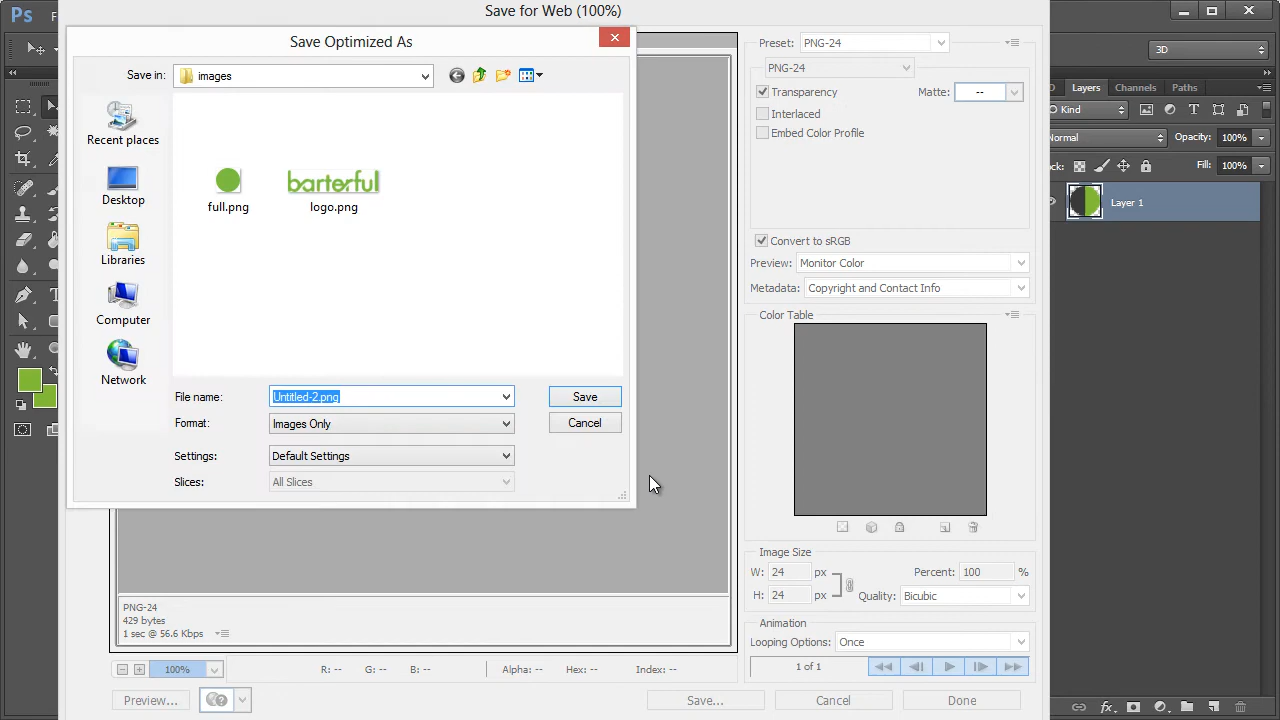 Ps
F
Save for Web (100%)
Save Optimized As
Save in:
images
Recent places
Desktop
Libraries
Computer
Network
full.png
barterful
logo.png
File name:
Untitled-2.png
Save
Format:
Images Only
Cancel
Settings:
Default Settings
Slices:
All Slices
PNG-24
429 bytes
1 sec @ 56.6 Kbps
100%
R: --
G: --
B: --
Alpha: --
Hex: --
Index: --
Preview...
Save...
Cancel
Done
Preset:
PNG-24
PNG-24
Transparency
Matte:
--
Interlaced
Embed Color Profile
Convert to sRGB
Preview:
Monitor Color
Metadata:
Copyright and Contact Info
Color Table
Image Size
W:
24
px
Percent:
100
%
H:
24
px
Quality:
Bicubic
Animation
Looping Options:
Once
1 of 1
3D
D
Layers
Channels
Paths
Kind
Normal
Opacity:
100%
ck:
Fill:
100%
Layer 1